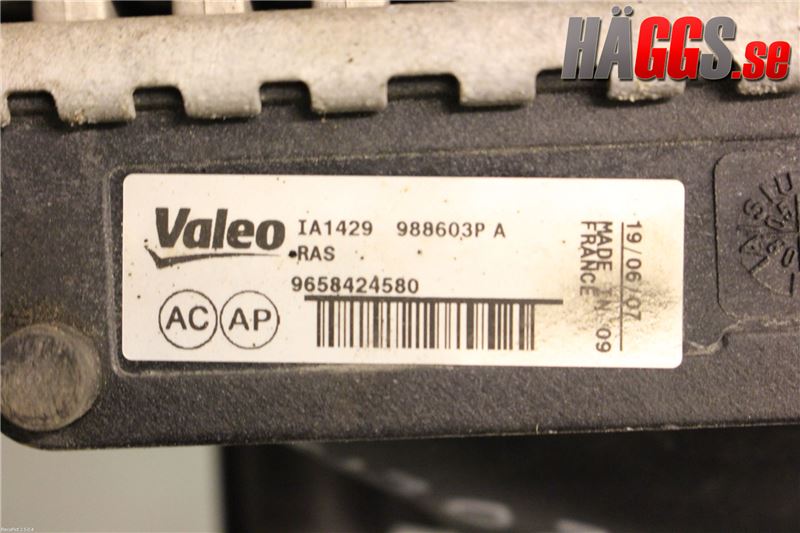 HÄGGS.se
Valeo
IA1429 988603P A
RAS
9658424580
AC AP
19/06/07 09
MADE IN
FRANCE